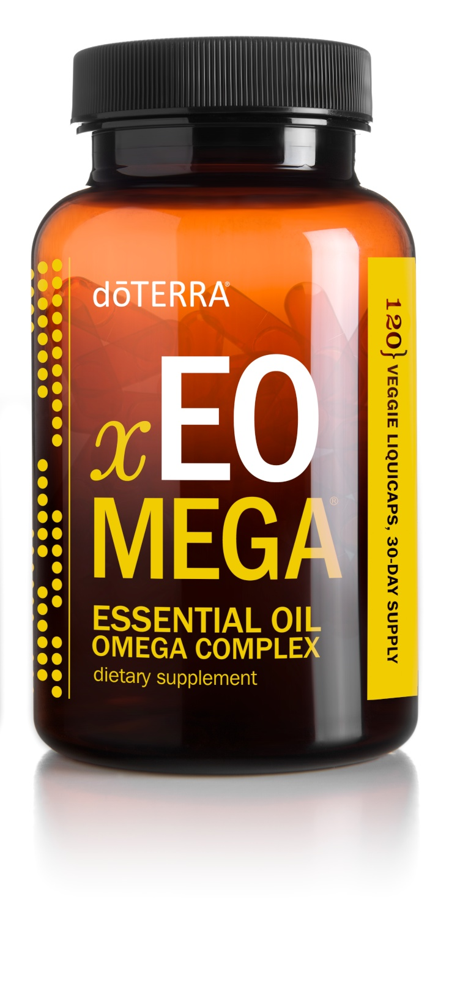 dōTERRA®
xEO
MEGA®
ESSENTIAL OIL
OMEGA COMPLEX
dietary supplement
120} VEGGIE LIQUICAPS, 30-DAY SUPPLY